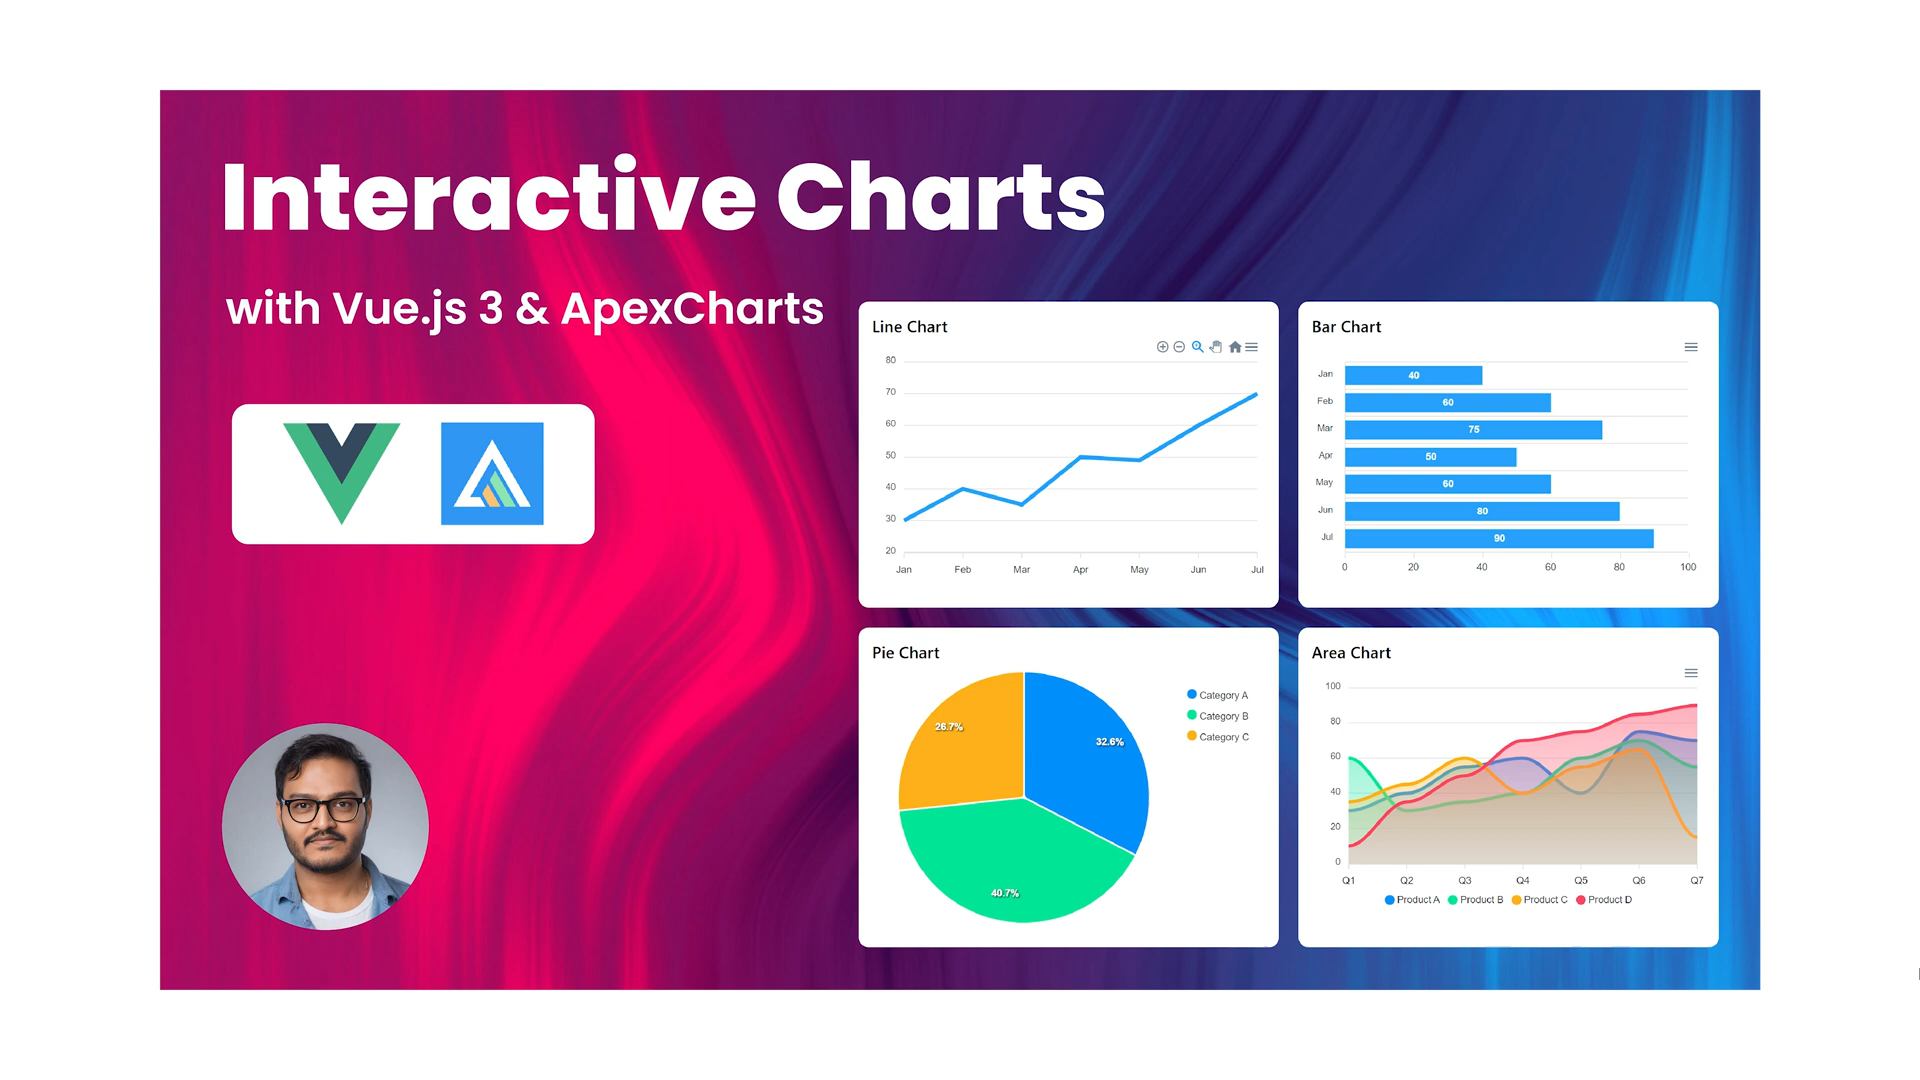 Interactive Charts
with Vue.js 3 & ApexCharts
Line Chart
80
70
60
50
40
30
20
Jan Feb Mar Apr May Jun Jul
Bar Chart
Jan 40
Feb 60
Mar 75
Apr 50
May 60
Jun 80
Jul 90
0 20 40 60 80 100
Pie Chart
26.7%
32.6%
40.7%
Category A
Category B
Category C
Area Chart
100
80
60
40
20
0
Q1 Q2 Q3 Q4 Q5 Q6 Q7
Product A Product B Product C Product D